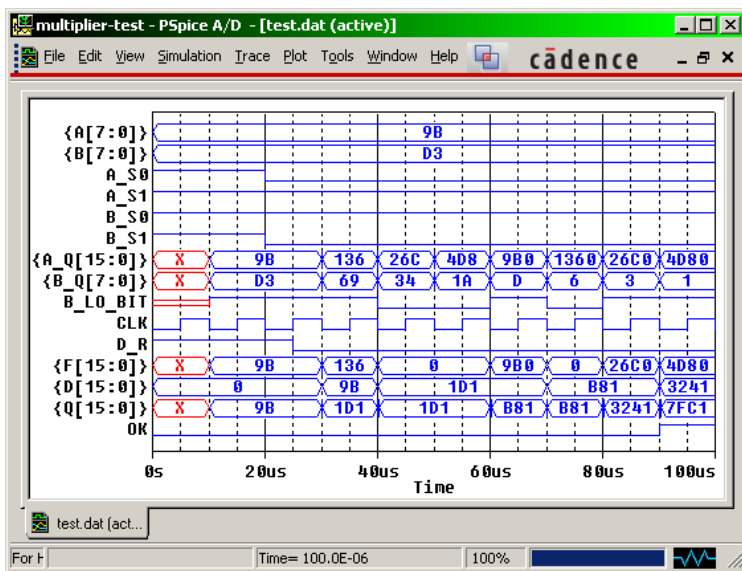 multiplier-test - PSpice A/D - [test.dat (active)]
File Edit View Simulation Trace Plot Tools Window Help cādence
{A[7:0]} 9B
{B[7:0]} D3
A_S0
A_S1
B_S0
B_S1
{A_Q[15:0]} X 9B 136 26C 4D8 9B0 1360 26C0 4D80
{B_Q[7:0]} X D3 69 34 1A D 6 3 1
B_LO_BIT
CLK
D_R
{F[15:0]} X 9B 136 0 9B0 0 26C0 4D80
{D[15:0]} 0 9B 1D1 B81 3241
{Q[15:0]} X 9B 1D1 1D1 B81 B81 3241 7FC1
OK
0s 20us 40us 60us 80us 100us
Time
test.dat (act...
For H Time= 100.0E-06 100%